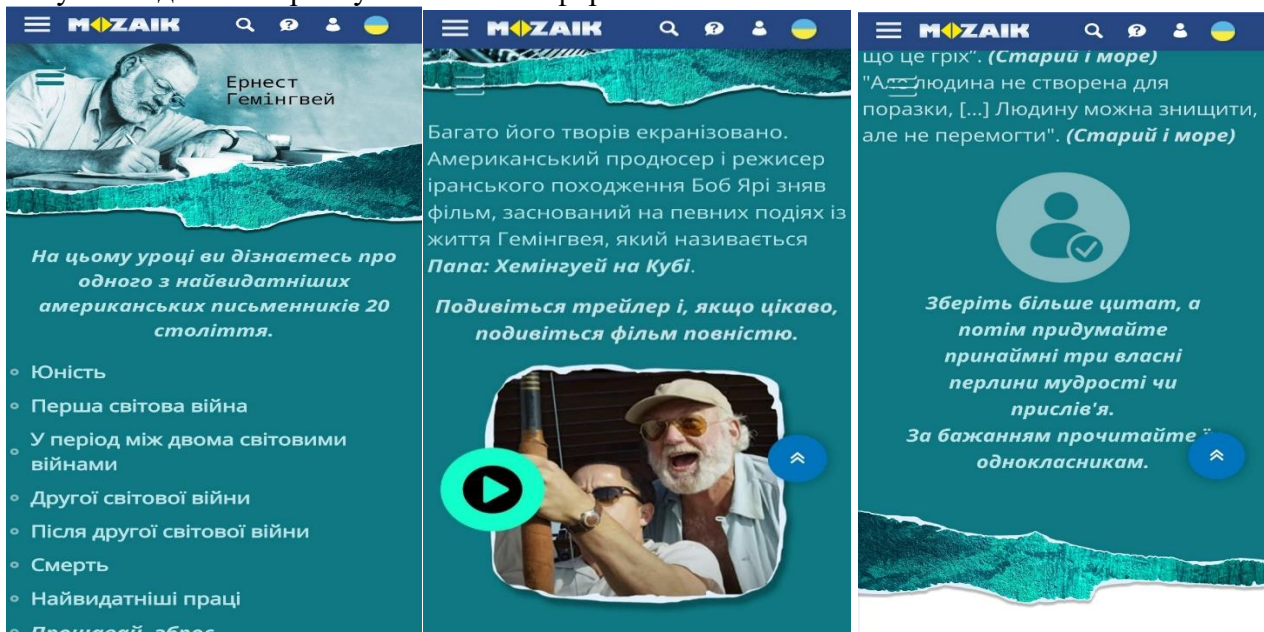 MOZAIK
Ернест
Гемінгвей
На цьому уроці ви дізнаєтесь про
одного з найвидатніших
американських письменників 20
століття.
Юність
Перша світова війна
У період між двома світовими
війнами
Другої світової війни
Після другої світової війни
Смерть
Найвидатніші праці
MOZAIK
Багато його творів екранізовано.
Американський продюсер і режисер
іранського походження Боб Ярі зняв
фільм, заснований на певних подіях із
життя Гемінгвея, який називається
Папа: Хемінгуей на Кубі.
Подивіться трейлер і, якщо цікаво,
подивіться фільм повністю.
MOZAIK
що це гріх". (Старий і море)
людина не створена для
поразки, [...] Людину можна знищити,
але не перемогти". (Старий і море)
Зберіть більше цитат, а
потім придумайте
принаймні три власні
перлини мудрості чи
прислів'я.
За бажанням прочитайте
однокласникам.